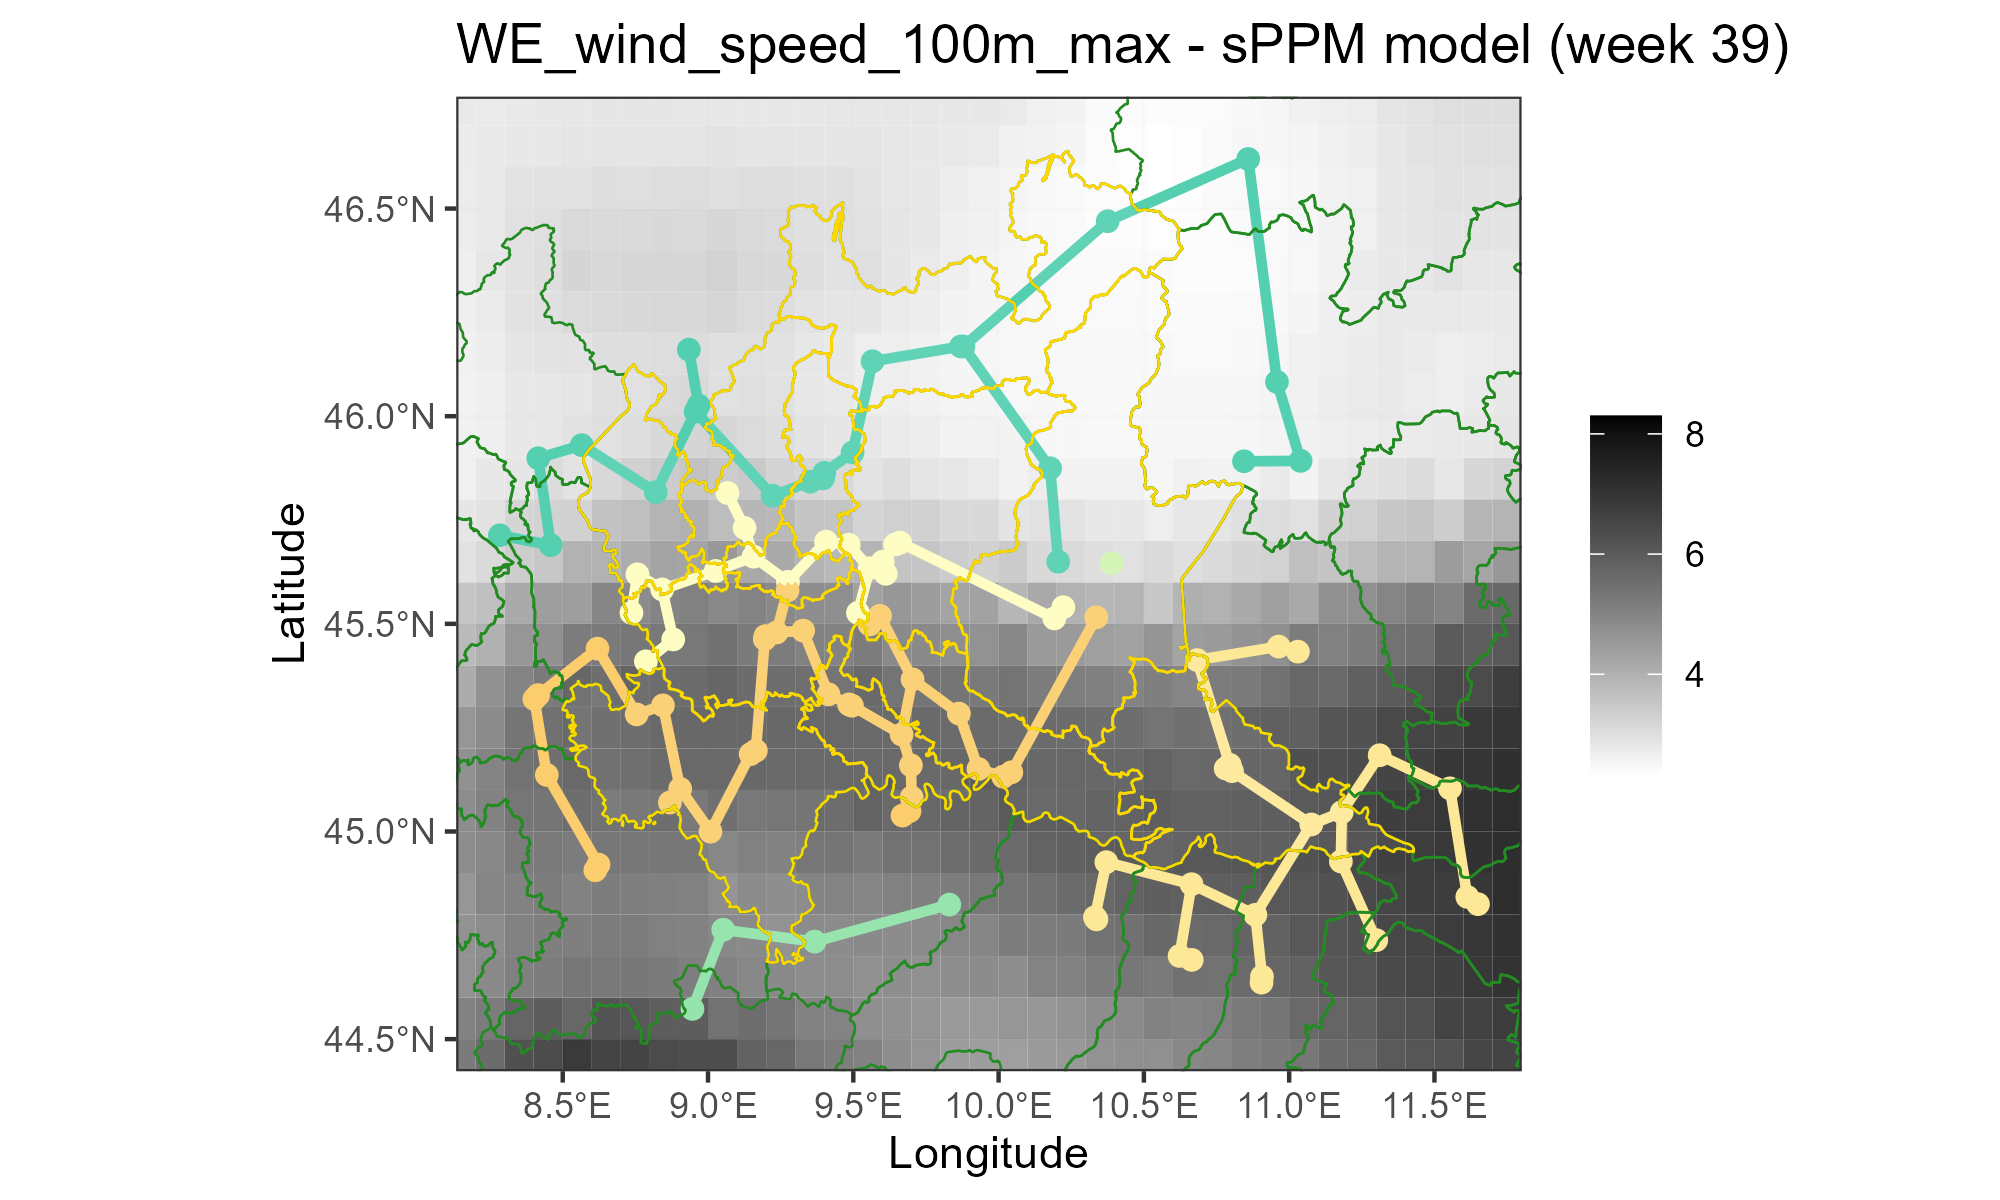 WE_wind_speed_100m_max - sPPM model (week 39)
46.5°N
46.0°N
45.5°N
45.0°N
44.5°N
Latitude
8.5°E
9.0°E
9.5°E
10.0°E
10.5°E
11.0°E
11.5°E
Longitude
8
6
4